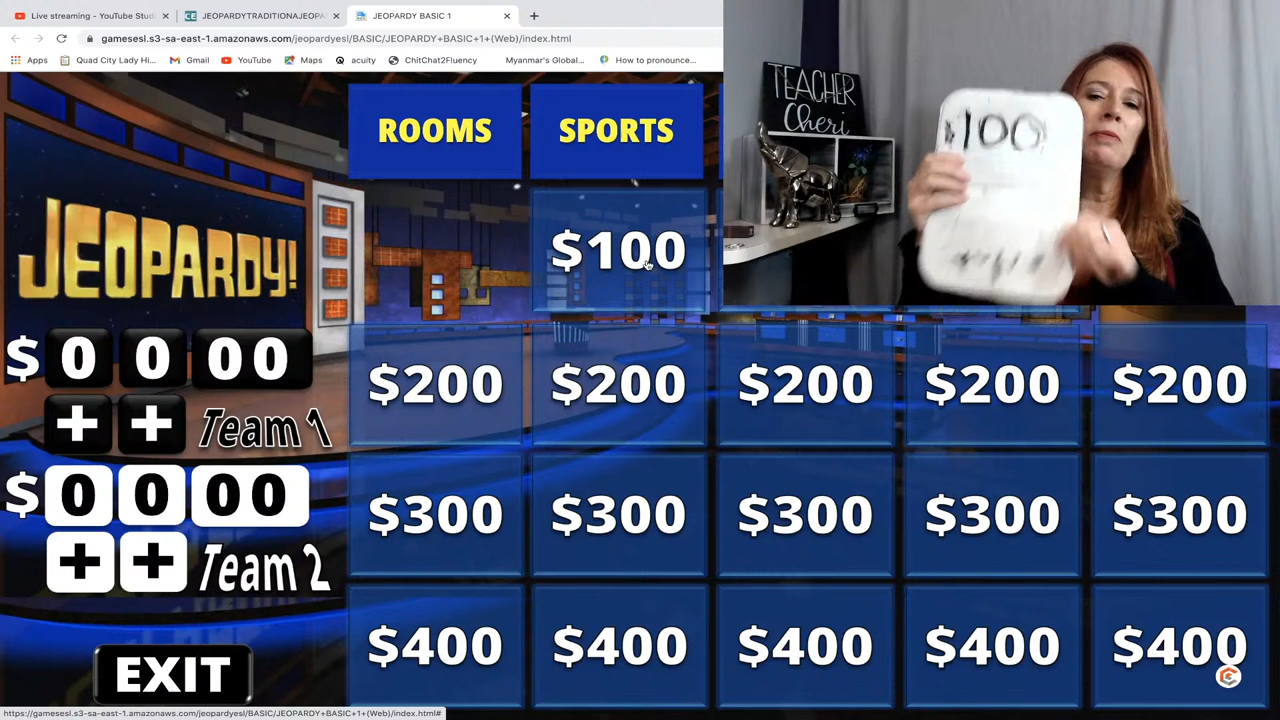 Live streaming - YouTube Stud
JEOPARDYTRADITIONAJEOPA
JEOPARDY BASIC 1
gamesesl.s3-sa-east-1.amazonaws.com/jeopardyesl/BASIC/JEOPARDY+BASIC+1+(Web)/index.html
Apps
Quad City Lady Hi...
Gmail
YouTube
Maps
acuity
ChitChat2Fluency
Myanmar's Global...
How to pronounce...
TEACHER
Cheri
$100
ROOMS
SPORTS
JEOPARDY!
$100
$ 0 0 00
+ + Team 1
$200 $200 $200 $200 $200
$ 0 0 00
+ + Team 2
$300 $300 $300 $300 $300
EXIT
$400 $400 $400 $400 $400
https://gamesesl.s3-sa-east-1.amazonaws.com/jeopardyesl/BASIC/JEOPARDY+BASIC+1+(Web)/index.html#